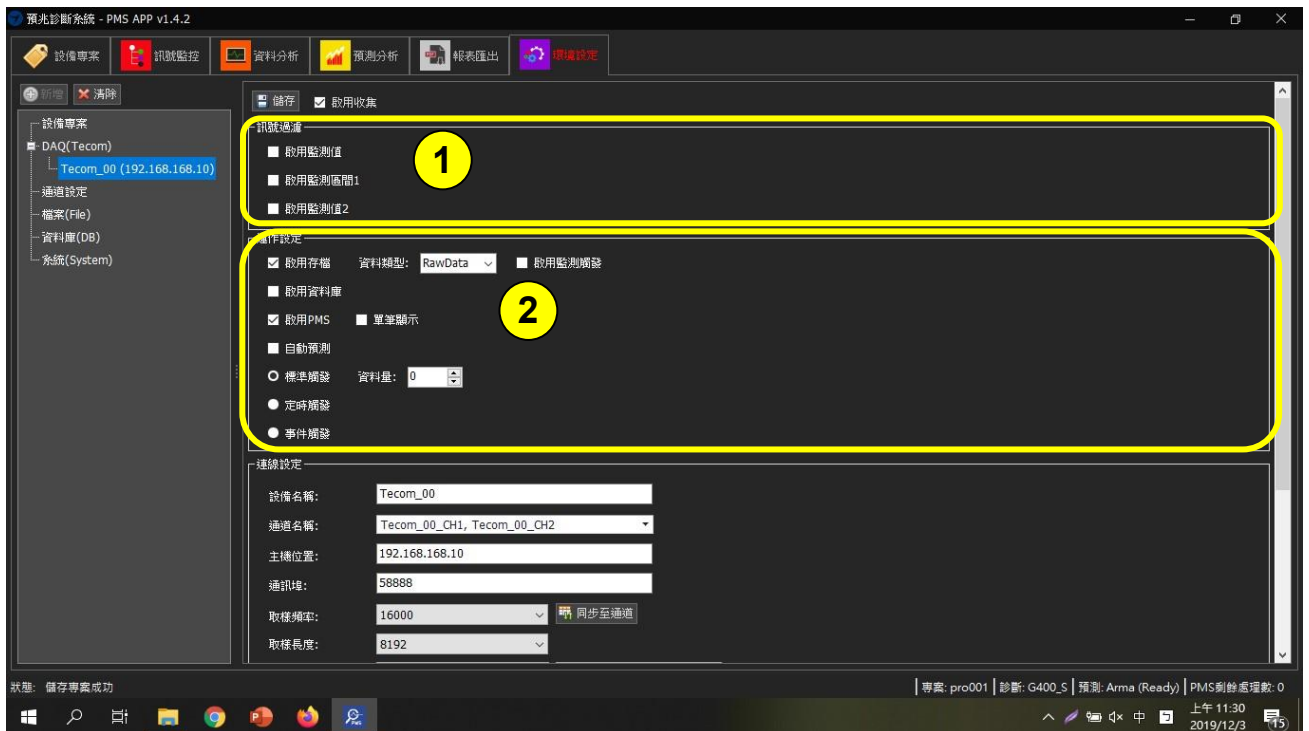 預兆診斷系統 - PMS APP v1.4.2
設備專案 訊號監控 資料分析 預測分析 報表匯出 環境設定
新增 清除
設備專案
DAQ(Tecom)
Tecom_00 (192.168.168.10)
通道設定
檔案(File)
資料庫(DB)
系統(System)
儲存 啟用收集
訊號過濾
啟用監測值
啟用監測區間1
啟用監測值2
1
運作設定
啟用存檔 資料類型: RawData 啟用監測觸發
啟用資料庫
啟用PMS 單筆顯示
2
自動預測
標準觸發 資料量: 0
定時觸發
事件觸發
連線設定
設備名稱: Tecom_00
通道名稱: Tecom_00_CH1, Tecom_00_CH2
主機位置: 192.168.168.10
通訊埠: 58888
取樣頻率: 16000 同步至通道
取樣長度: 8192
狀態: 儲存專案成功
專案: pro001 診斷: G400_S 預測: Arma (Ready) PMS剩餘處理數: 0
中 上午 11:30
2019/12/3 15